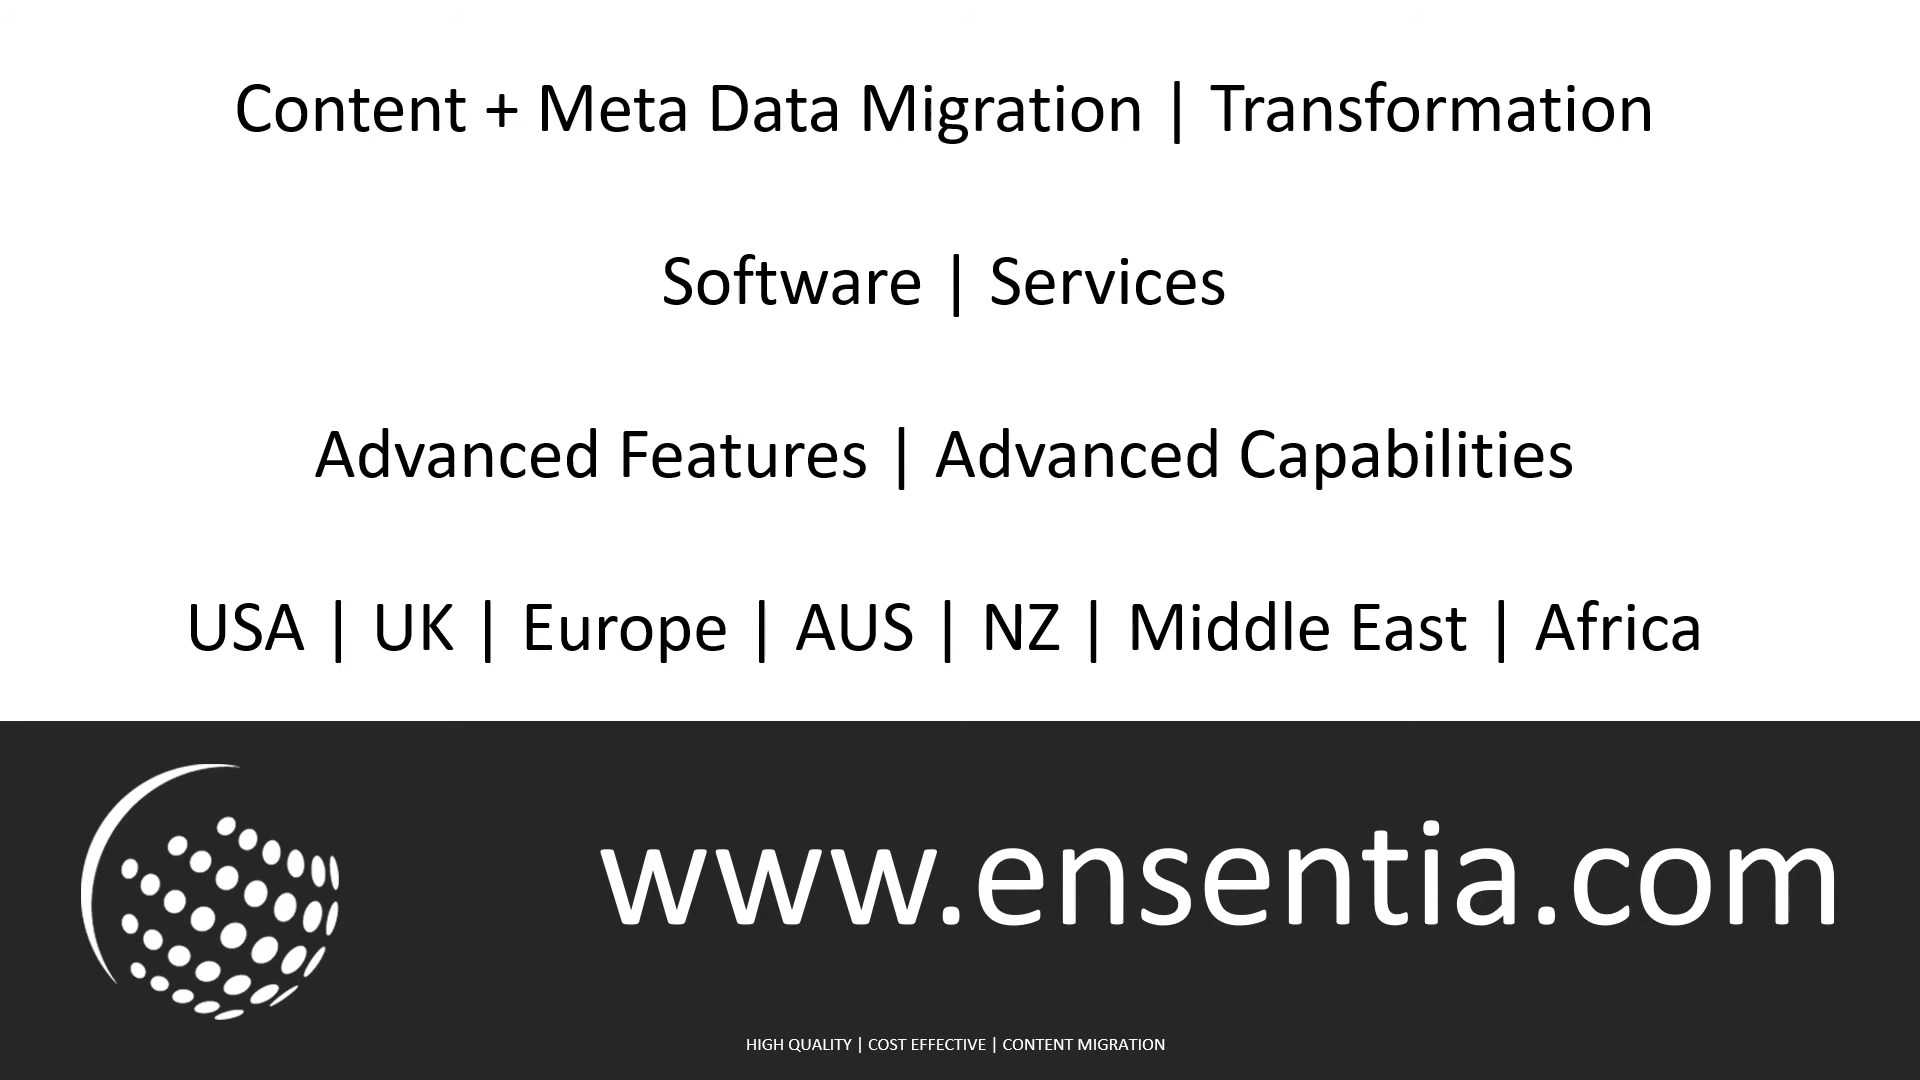 Content + Meta Data Migration | Transformation
Software | Services
Advanced Features | Advanced Capabilities
USA | UK | Europe | AUS | NZ | Middle East | Africa
www.ensentia.com
HIGH QUALITY | COST EFFECTIVE | CONTENT MIGRATION